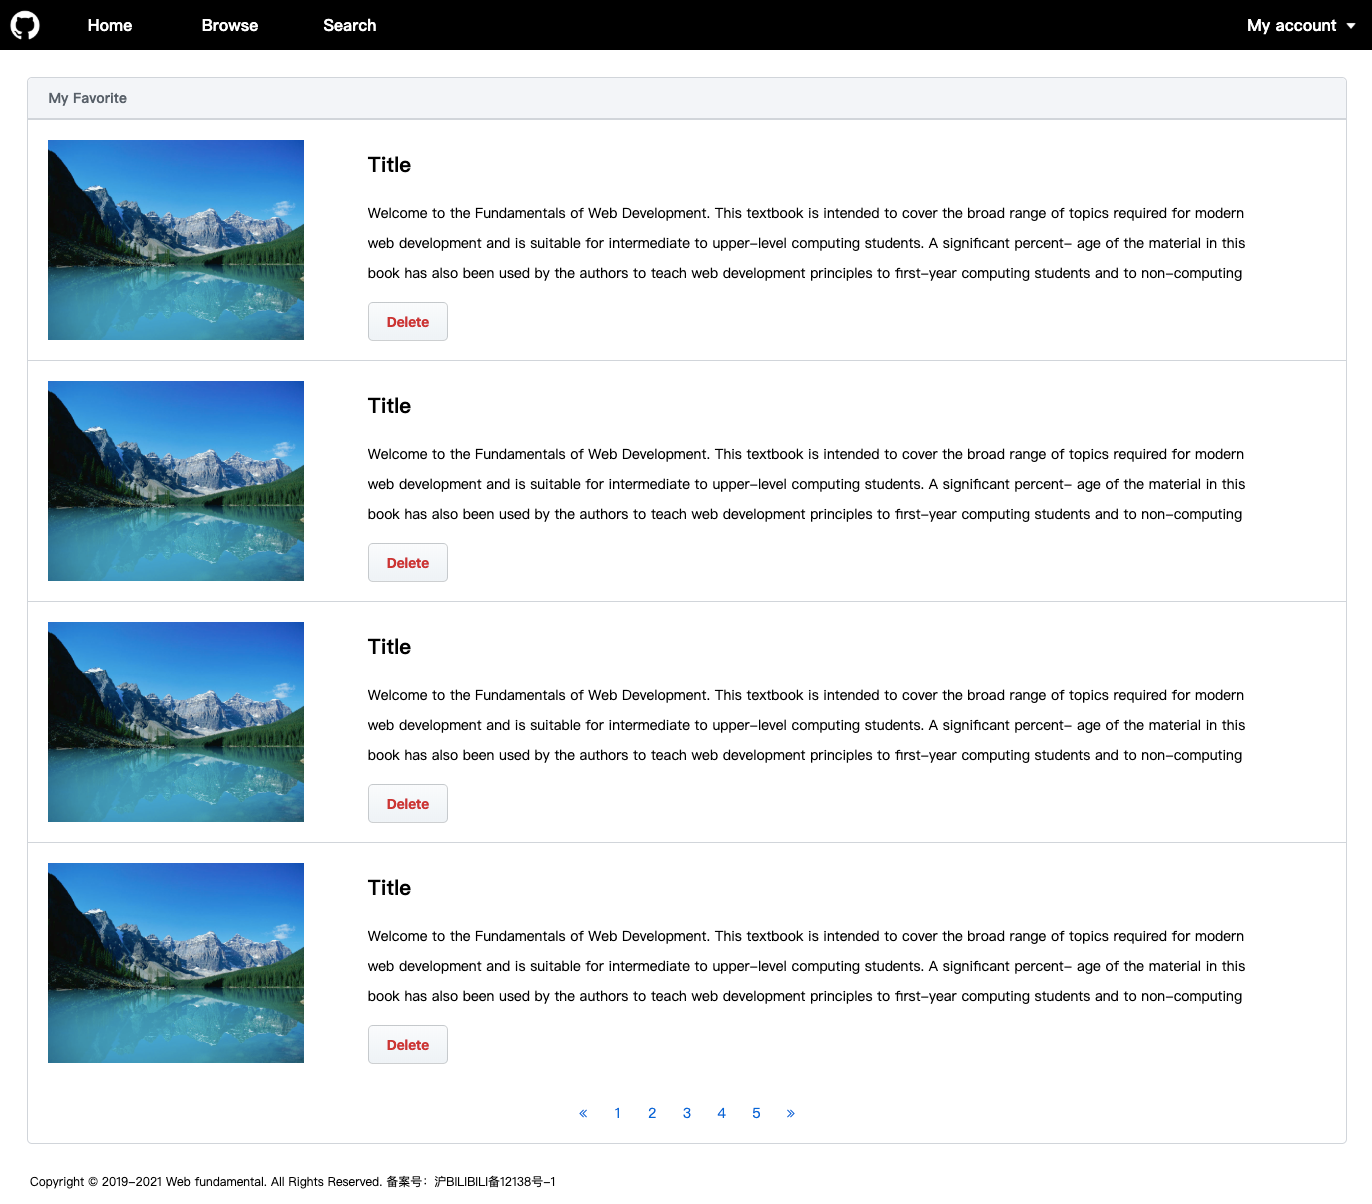 Home Browse Search My account
My Favorite
Title
Welcome to the Fundamentals of Web Development. This textbook is intended to cover the broad range of topics required for modern
web development and is suitable for intermediate to upper-level computing students. A significant percent- age of the material in this
book has also been used by the authors to teach web development principles to first-year computing students and to non-computing
Delete
Title
Welcome to the Fundamentals of Web Development. This textbook is intended to cover the broad range of topics required for modern
web development and is suitable for intermediate to upper-level computing students. A significant percent- age of the material in this
book has also been used by the authors to teach web development principles to first-year computing students and to non-computing
Delete
Title
Welcome to the Fundamentals of Web Development. This textbook is intended to cover the broad range of topics required for modern
web development and is suitable for intermediate to upper-level computing students. A significant percent- age of the material in this
book has also been used by the authors to teach web development principles to first-year computing students and to non-computing
Delete
Title
Welcome to the Fundamentals of Web Development. This textbook is intended to cover the broad range of topics required for modern
web development and is suitable for intermediate to upper-level computing students. A significant percent- age of the material in this
book has also been used by the authors to teach web development principles to first-year computing students and to non-computing
Delete
« 1 2 3 4 5 »
Copyright © 2019-2021 Web fundamental. All Rights Reserved. 备案号：沪BILIBILI备12138号-1